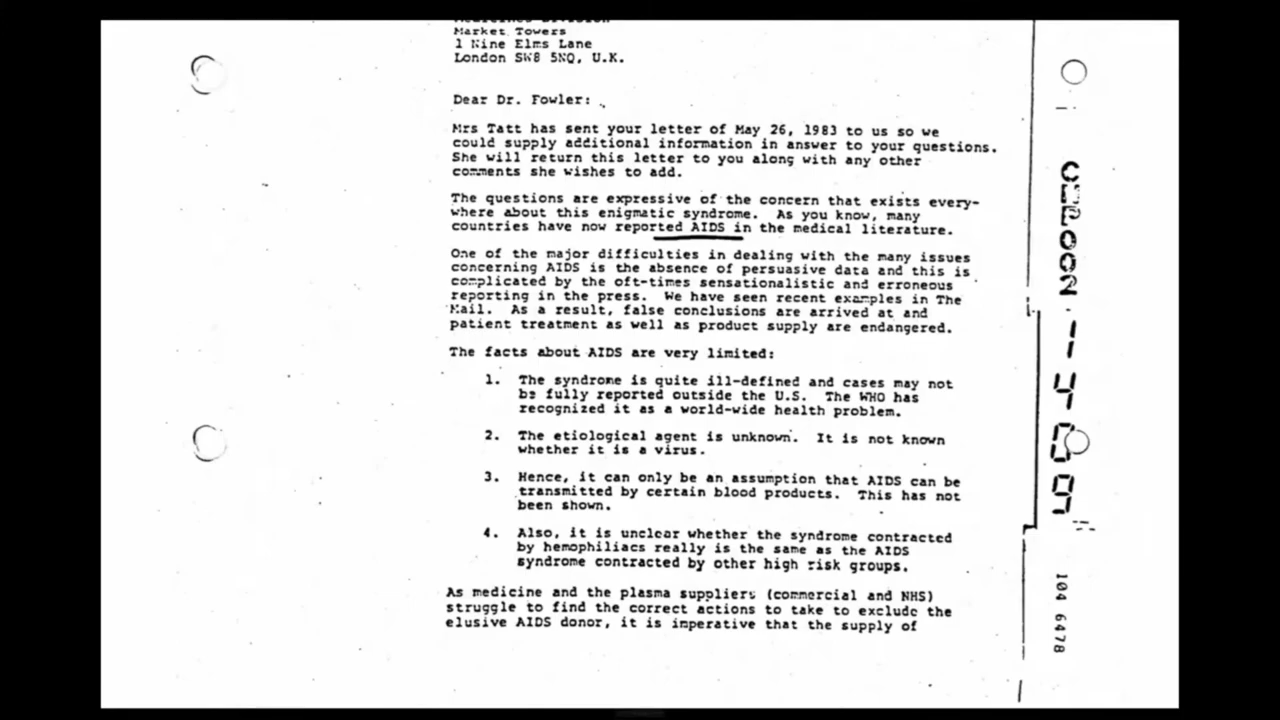 Medicines Division
Market Towers
1 Nine Elms Lane
London SW8 5NQ, U.K.
Dear Dr. Fowler:
Mrs Tatt has sent your letter of May 26, 1983 to us so we
could supply additional information in answer to your questions.
She will return this letter to you along with any other
comments she wishes to add.
The questions are expressive of the concern that exists every-
where about this enigmatic syndrome. As you know, many
countries have now reported AIDS in the medical literature.
One of the major difficulties in dealing with the many issues
concerning AIDS is the absence of persuasive data and this is
complicated by the oft-times sensationalistic and erroneous
reporting in the press. We have seen recent examples in The
Mail. As a result, false conclusions are arrived at and
patient treatment as well as product supply are endangered.
The facts about AIDS are very limited:
1. The syndrome is quite ill-defined and cases may not
be fully reported outside the U.S. The WHO has
recognized it as a world-wide health problem.
2. The etiological agent is unknown. It is not known
whether it is a virus.
3. Hence, it can only be an assumption that AIDS can be
transmitted by certain blood products. This has not
been shown.
4. Also, it is unclear whether the syndrome contracted
by hemophiliacs really is the same as the AIDS
syndrome contracted by other high risk groups.
As medicine and the plasma suppliers (commercial and NHS)
struggle to find the correct actions to take to exclude the
elusive AIDS donor, it is imperative that the supply of
104 6478